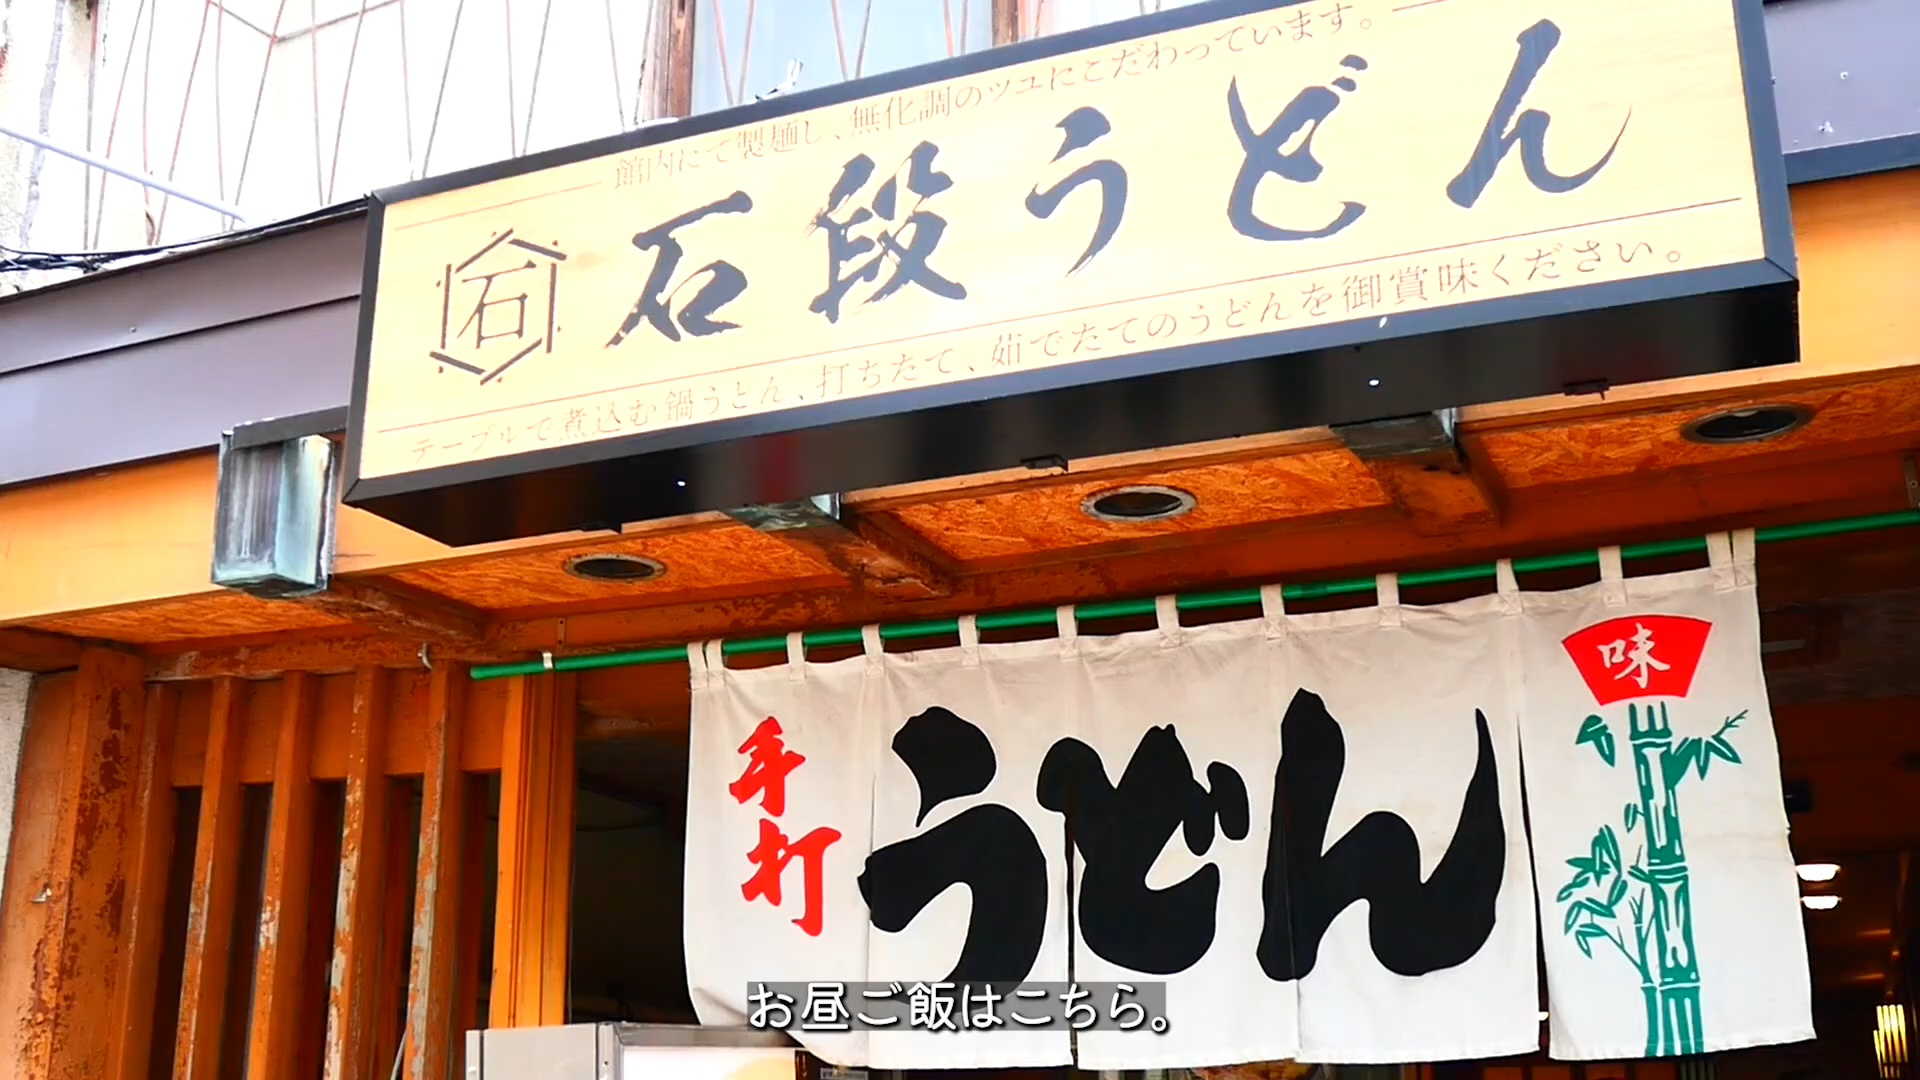 館内にて製麺し、無化調のツユにこだわっています。
石
石段うどん
テーブルで煮込む鍋うどん、打ちたて、茹でたてのうどんを御賞味ください。
手打
うどん
味
お昼ご飯はこちら。